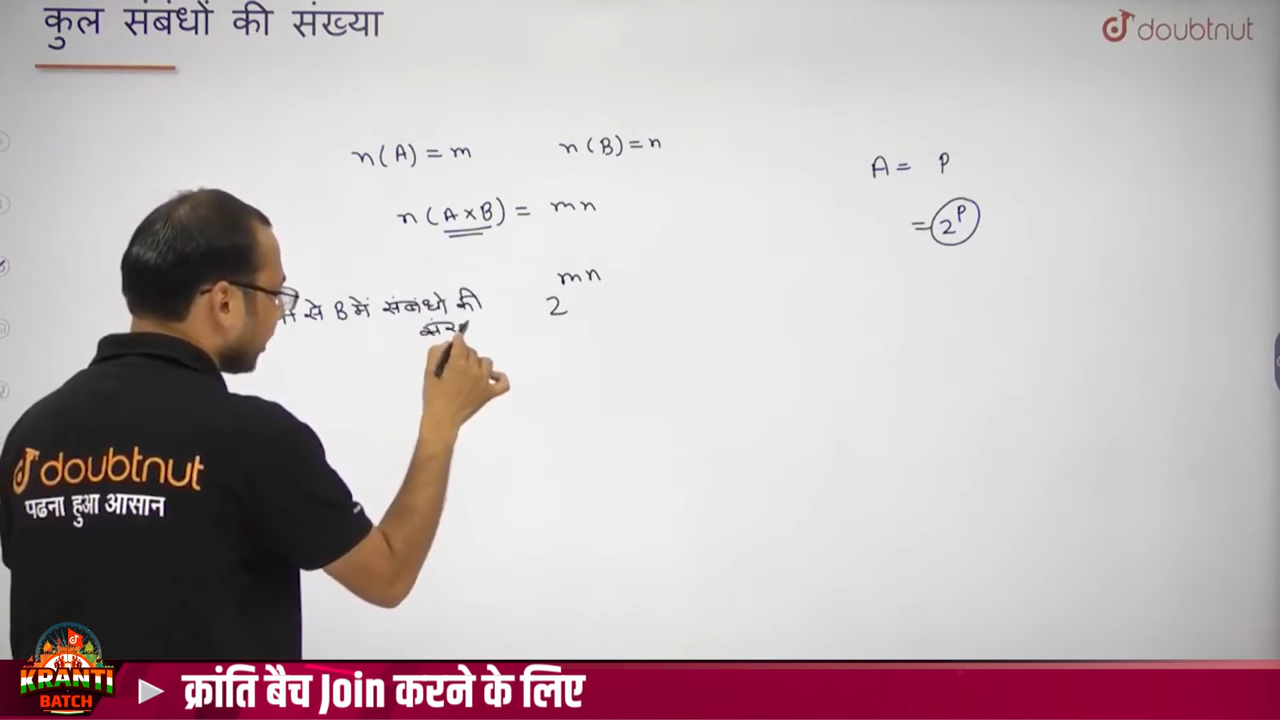 कुल संबंधों की संख्या
doubtnut
n(A) = m
n(B) = n
A = P
n(A×B) = mn
= 2^P
से B में संबंधो की
2^mn
doubtnut
पढना हुआ आसान
KRANTI
BATCH
क्रांति बैच Join करने के लिए